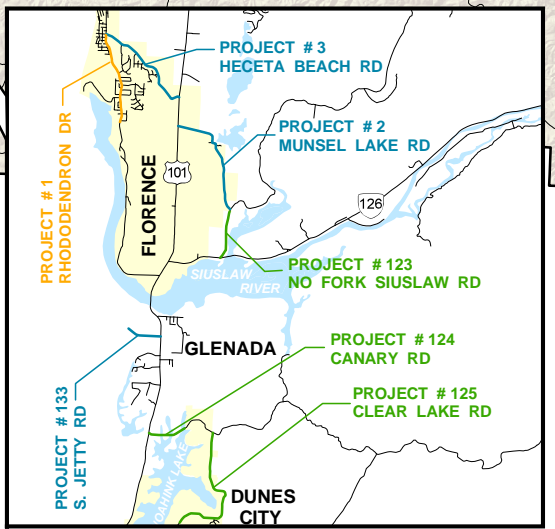 PROJECT # 3
HECETA BEACH RD
PROJECT # 2
MUNSEL LAKE RD
PROJECT # 1
RHODODENDRON DR
FLORENCE
101
126
SIUSLAW
RIVER
PROJECT # 123
NO FORK SIUSLAW RD
GLENADA
PROJECT # 124
CANARY RD
PROJECT # 125
CLEAR LAKE RD
PROJECT # 133
S. JETTY RD
LAKE
DUNES
CITY